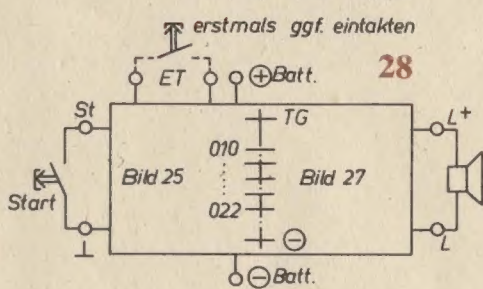 erstmals ggf. eintakten
28
ET
⊕Batt.
St
TG
L+
010
Bild 25
Bild 27
Start
022
⊥
⊖
L
⊖Batt.